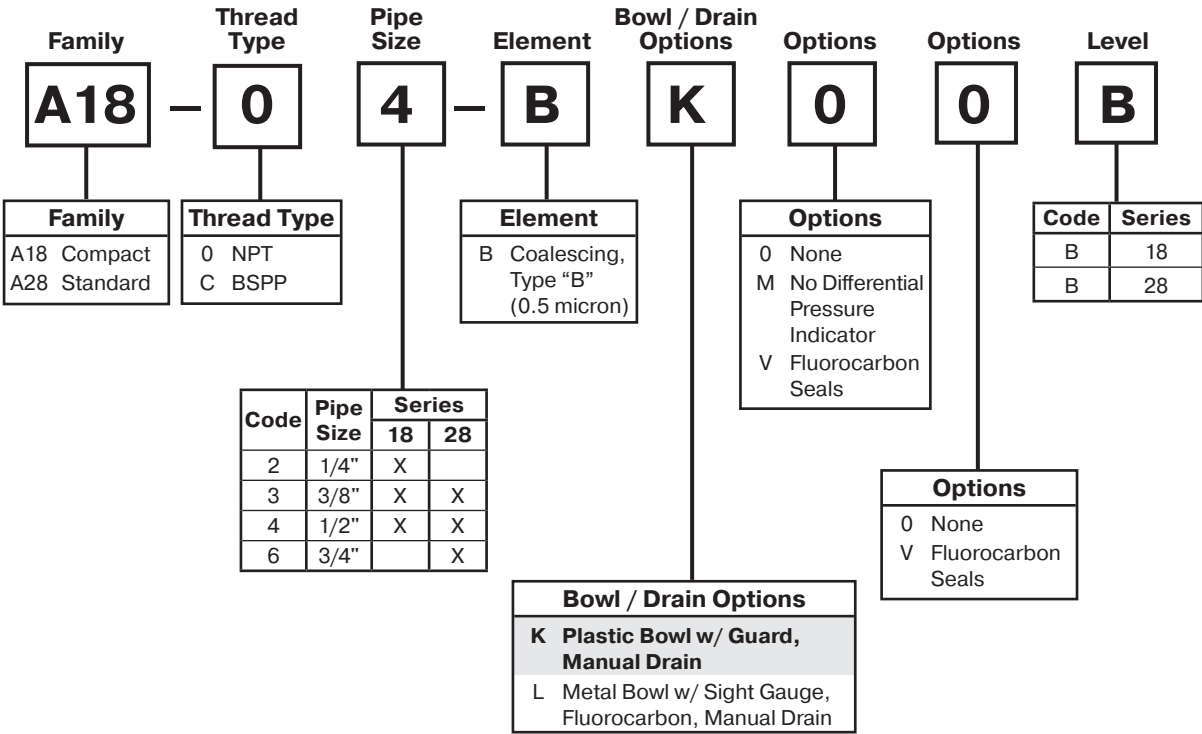 Family
Thread
Type
Pipe
Size
Element
Bowl / Drain
Options
Options
Options
Level
A18 – 0 4 – B K 0 0 B
Family
A18 Compact
A28 Standard
Thread Type
0 NPT
C BSPP
Element
B Coalescing,
Type “B”
(0.5 micron)
Options
0 None
M No Differential
Pressure
Indicator
V Fluorocarbon
Seals
Code Series
B 18
B 28
Code Pipe
Size Series
18 28
2 1/4" X
3 3/8" X X
4 1/2" X X
6 3/4" X
Options
0 None
V Fluorocarbon
Seals
Bowl / Drain Options
K Plastic Bowl w/ Guard,
Manual Drain
L Metal Bowl w/ Sight Gauge,
Fluorocarbon, Manual Drain